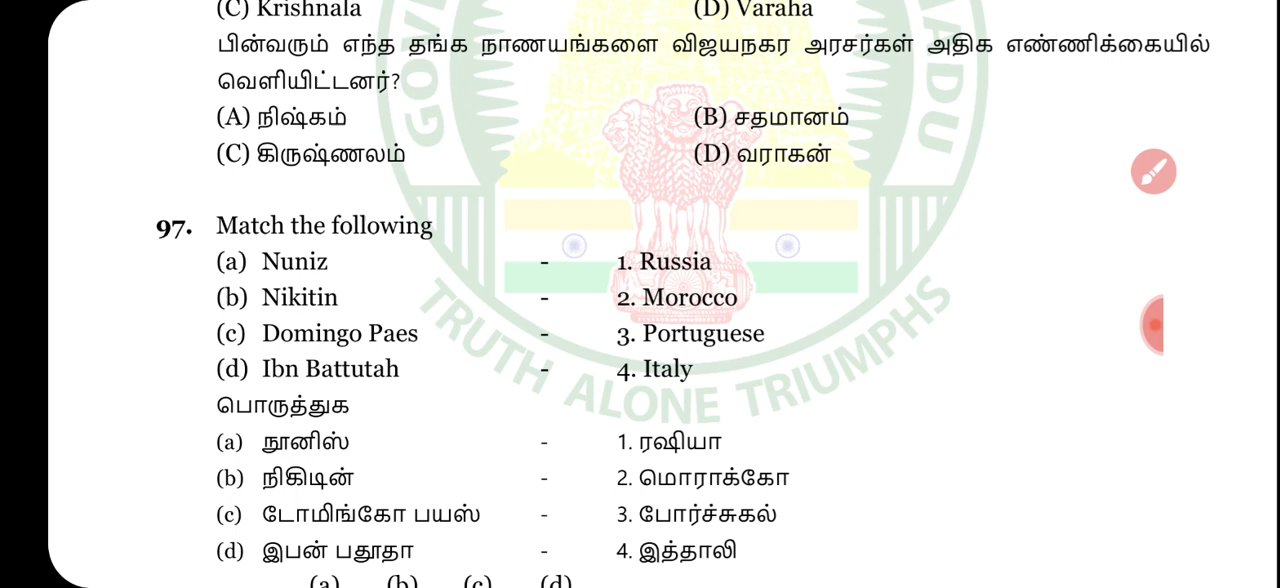 (C) Krishnala (D) Varaha
பின்வரும் எந்த தங்க நாணயங்களை விஜயநகர அரசர்கள் அதிக எண்ணிக்கையில்
வெளியிட்டனர்?
(A) நிஷ்கம் (B) சதமானம்
(C) கிருஷ்ணலம் (D) வராகன்
97. Match the following
(a) Nuniz - 1. Russia
(b) Nikitin - 2. Morocco
(c) Domingo Paes - 3. Portuguese
(d) Ibn Battutah - 4. Italy
பொருத்துக
(a) நூனிஸ் - 1. ரஷியா
(b) நிகிடின் - 2. மொராக்கோ
(c) டோமிங்கோ பயஸ் - 3. போர்ச்சுகல்
(d) இபன் பதூதா - 4. இத்தாலி
(a) (b) (c) (d)
TRUTH ALONE TRIUMPHS